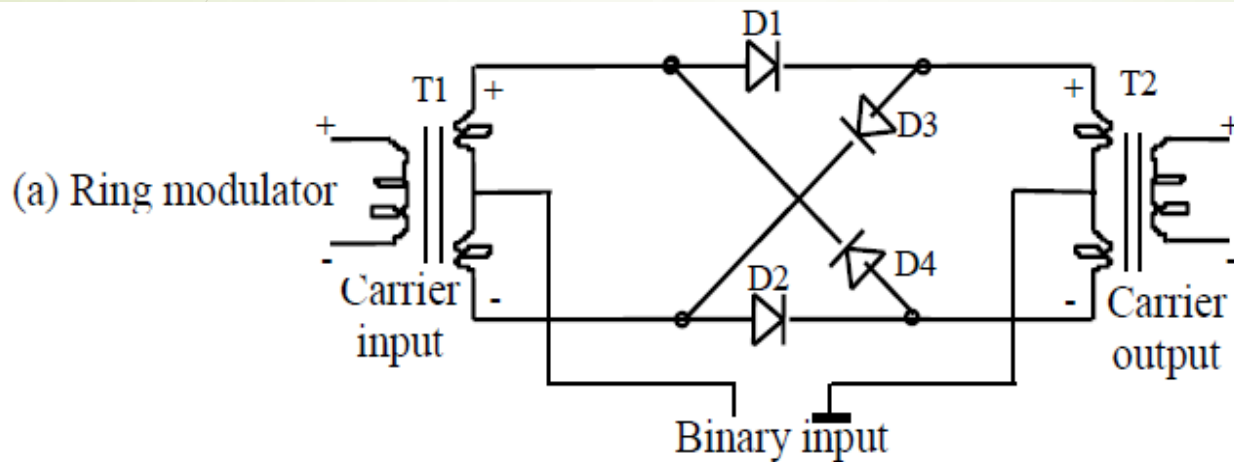 D1
T1
+
+
T2
+
+
D3
(a) Ring modulator
D4
D2
-
-
-
-
Carrier
input
Carrier
output
Binary input